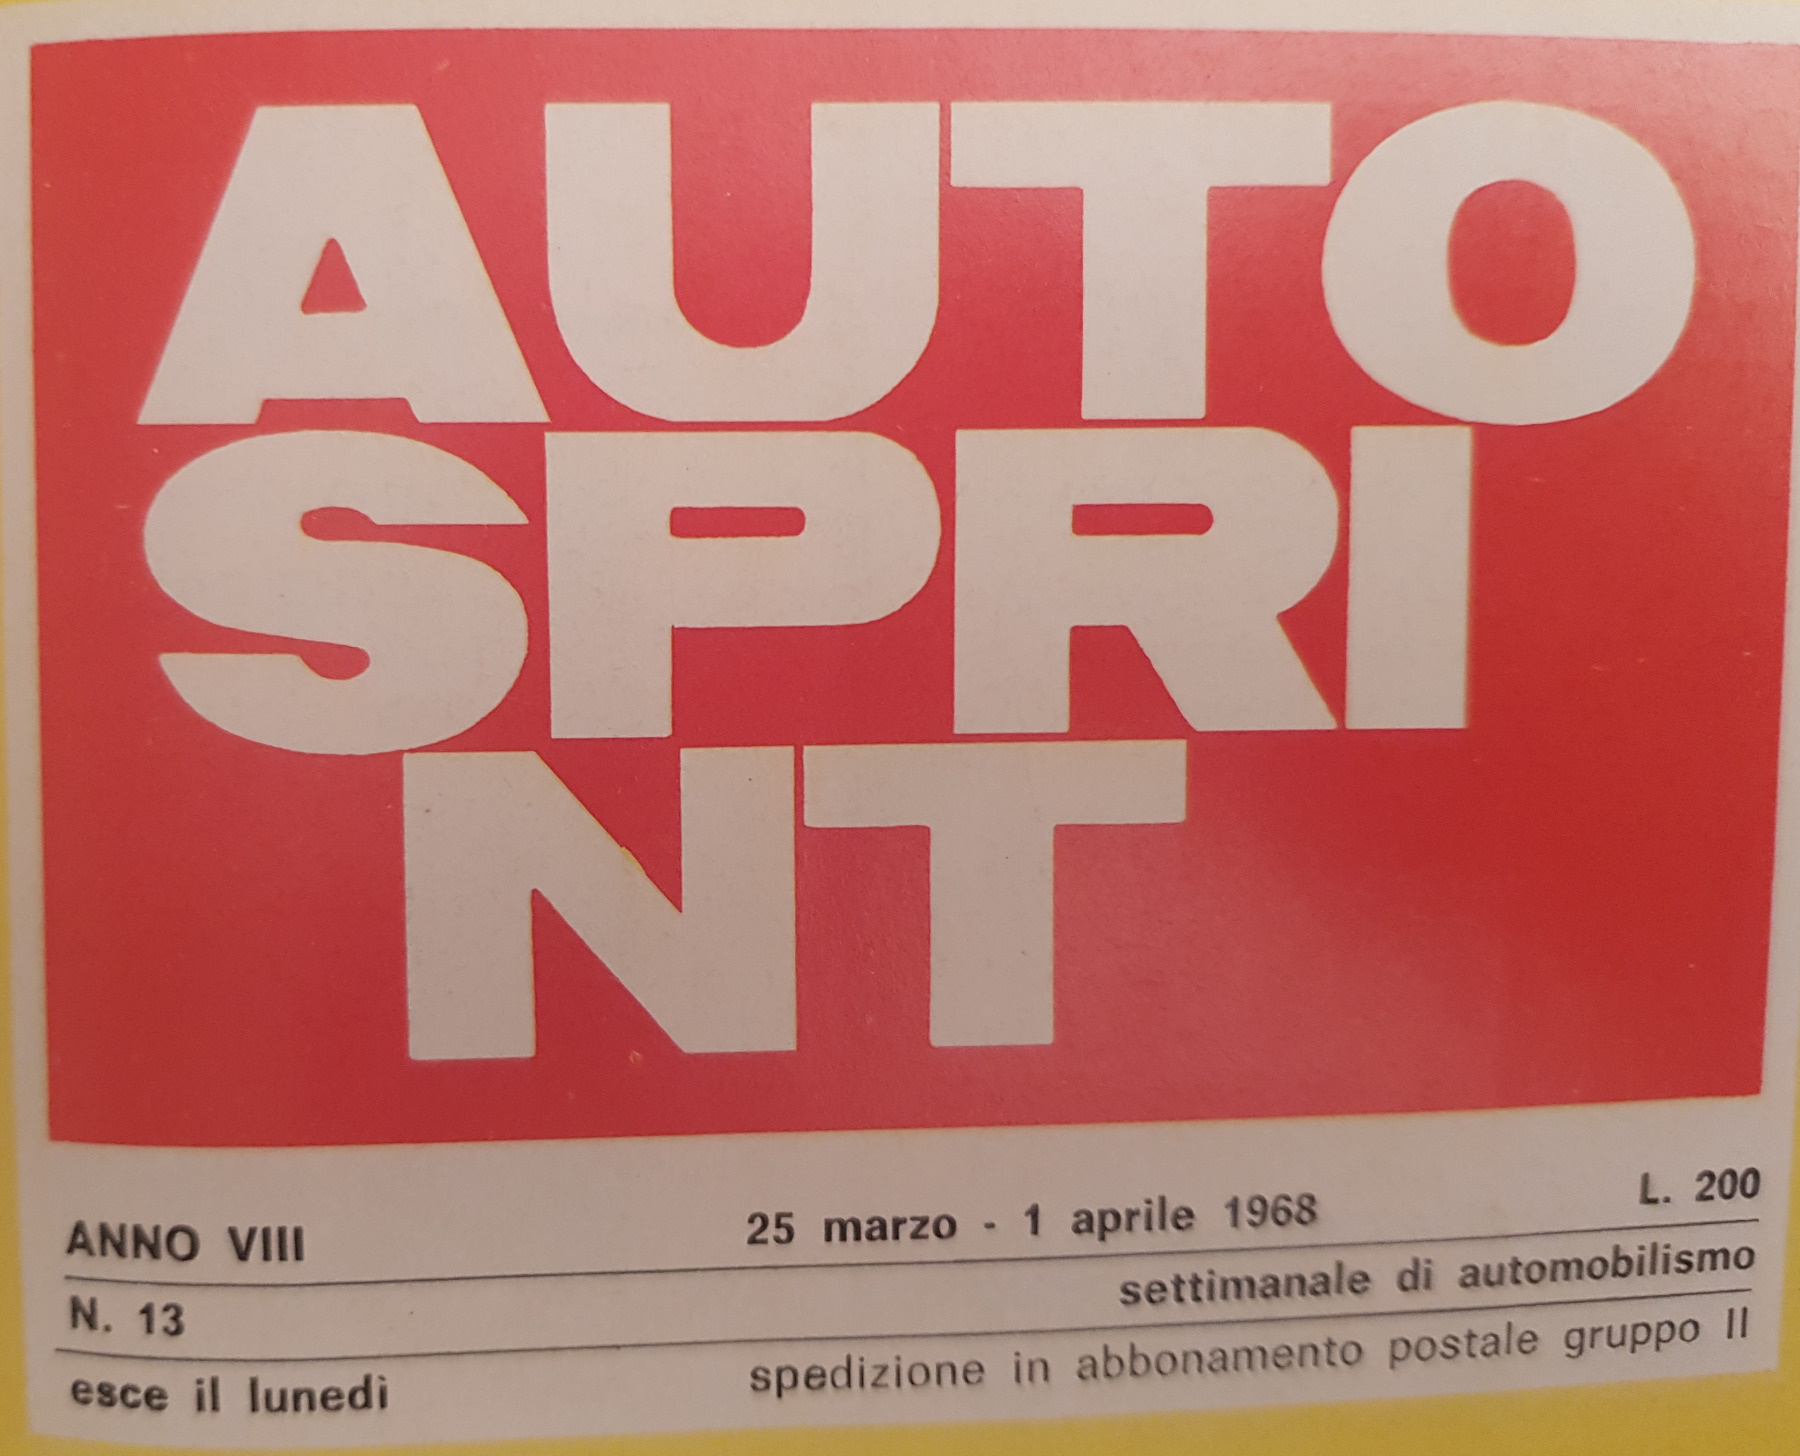 AUTO
SPRI
NT
ANNO VIII 25 marzo - 1 aprile 1968 L. 200
N. 13 settimanale di automobilismo
esce il lunedì spedizione in abbonamento postale gruppo II